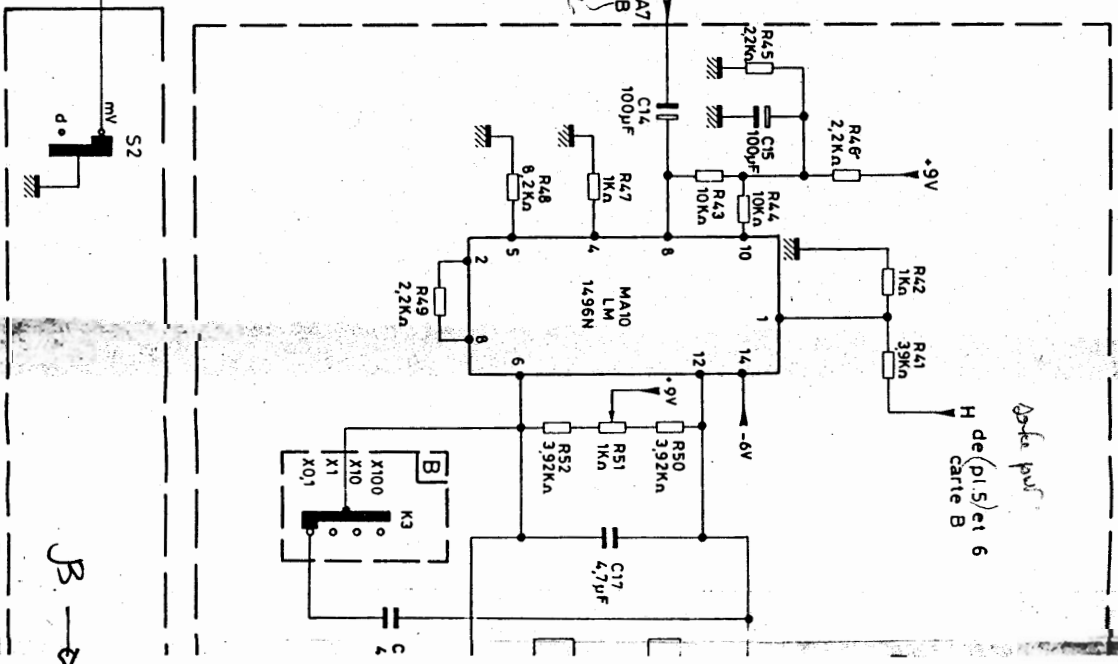 A7
B
R45
2,2KΩ
C14
100µF
C15
100µF
R46
2,2KΩ
+9V
mV
d
S2
R48
8,2KΩ
R47
1KΩ
R43
10KΩ
R44
10KΩ
5
4
8
10
R42
1KΩ
2
8
R49
2,2KΩ
MA10
LM
1496N
1
R41
39KΩ
6
12
14
H de (pl.5) et 6
carte B
+9V
-6V
R52
3,92KΩ
R51
1KΩ
R50
3,92KΩ
B
X100
X10
X1
X0,1
K3
C17
4,7µF
C
4
B